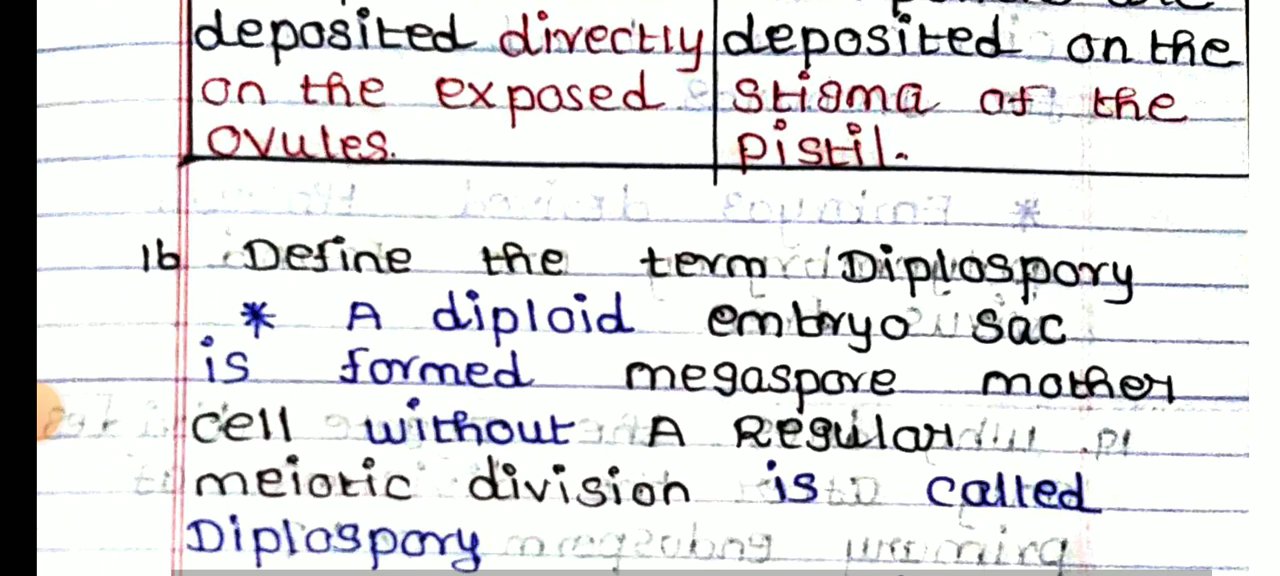 deposited directly deposited on the
on the exposed stigma of the
ovules. Pistil.
16 Define the term Diplospory
* A diploid embryo sac
is formed megaspore mother
cell without A Regular
meiotic division is called
Diplospory